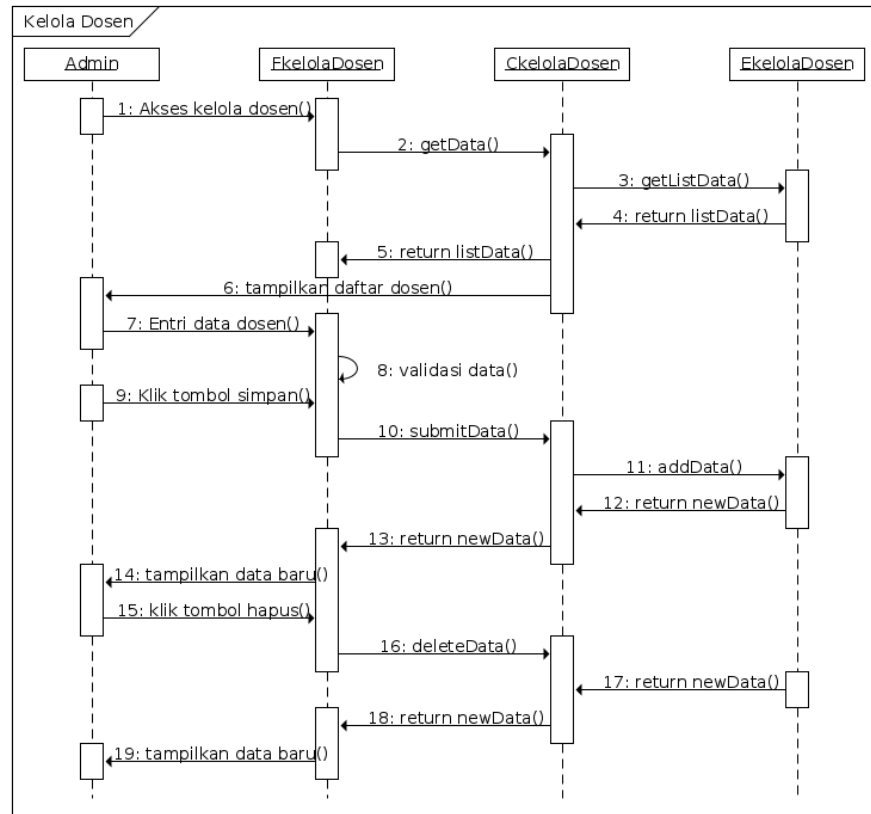 Kelola Dosen
Admin
FkelolaDosen
CkelolaDosen
EkelolaDosen
1: Akses kelola dosen()
2: getData()
3: getListData()
4: return listData()
5: return listData()
6: tampilkan daftar dosen()
7: Entri data dosen()
8: validasi data()
9: Klik tombol simpan()
10: submitData()
11: addData()
12: return newData()
13: return newData()
14: tampilkan data baru()
15: klik tombol hapus()
16: deleteData()
17: return newData()
18: return newData()
19: tampilkan data baru()